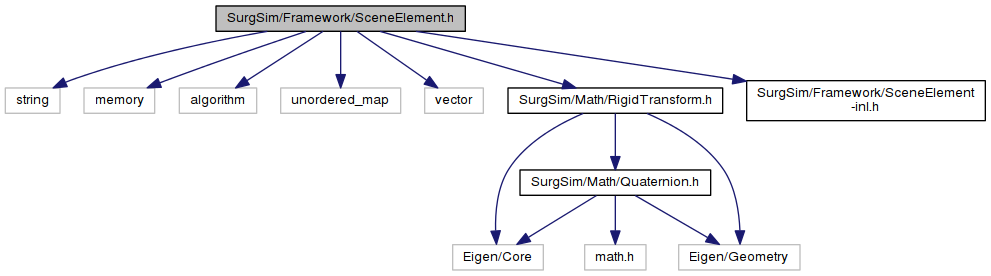 SurgSim/Framework/SceneElement.h
string
memory
algorithm
unordered_map
vector
SurgSim/Math/RigidTransform.h
SurgSim/Framework/SceneElement
-inl.h
SurgSim/Math/Quaternion.h
Eigen/Core
math.h
Eigen/Geometry